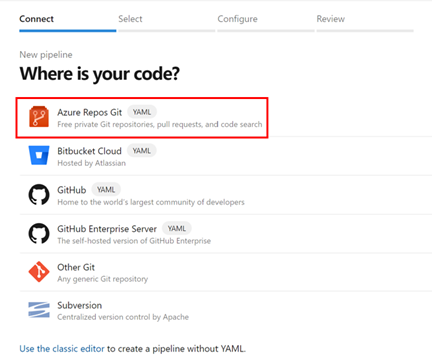 Connect Select Configure Review
New pipeline
Where is your code?
Azure Repos Git YAML
Free private Git repositories, pull requests, and code search
Bitbucket Cloud YAML
Hosted by Atlassian
GitHub YAML
Home to the world's largest community of developers
GitHub Enterprise Server YAML
The self-hosted version of GitHub Enterprise
Other Git
Any generic Git repository
Subversion
Centralized version control by Apache
Use the classic editor to create a pipeline without YAML.